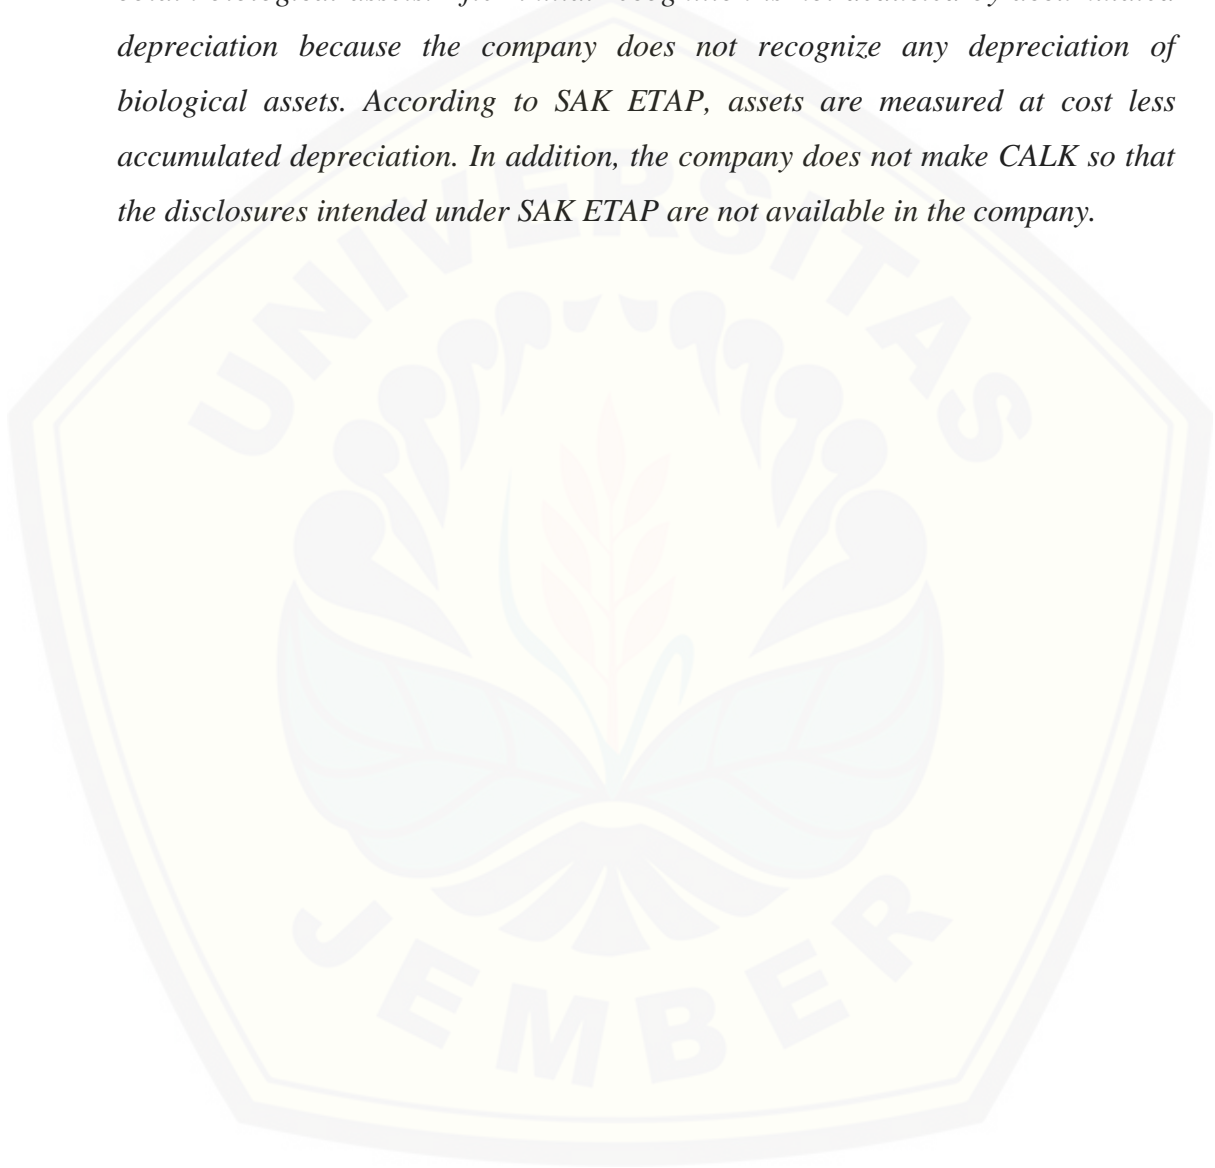 depreciation because the company does not recognize any depreciation of
biological assets. According to SAK ETAP, assets are measured at cost less
accumulated depreciation. In addition, the company does not make CALK so that
the disclosures intended under SAK ETAP are not available in the company.
UNIVERSITAS
JEMBER